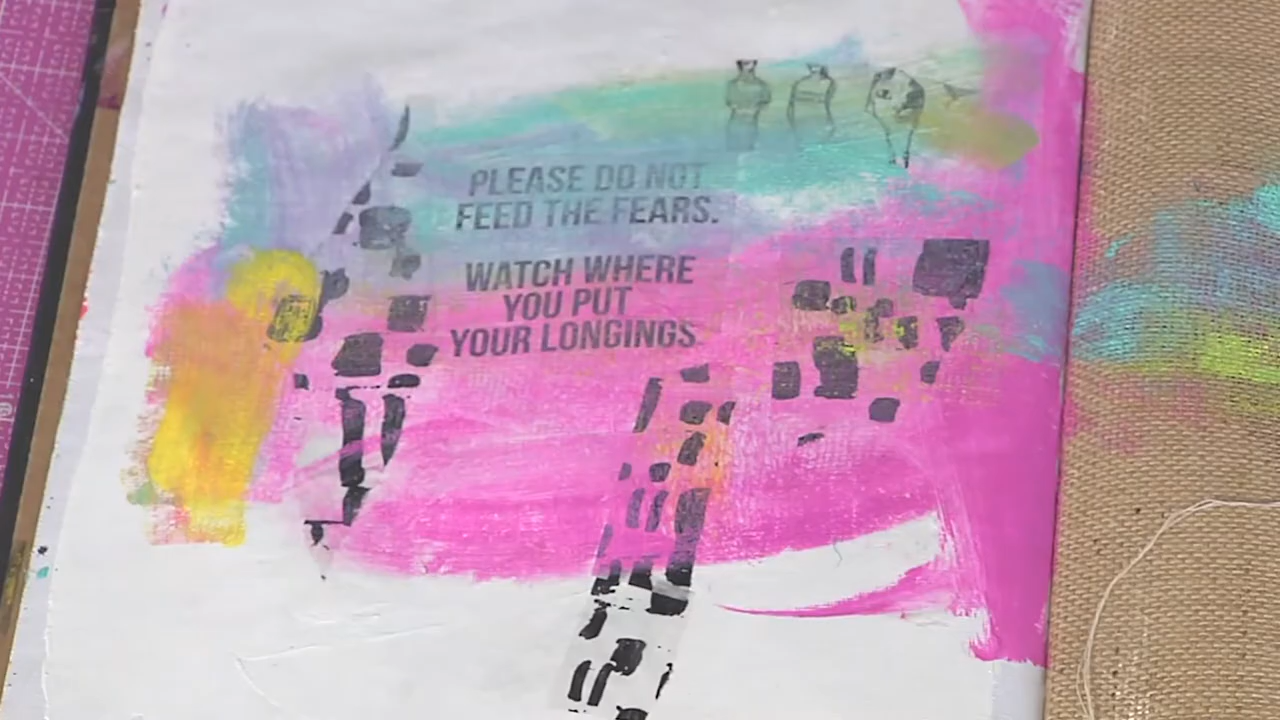 PLEASE DO NOT
FEED THE FEARS.
WATCH WHERE
YOU PUT
YOUR LONGINGS.